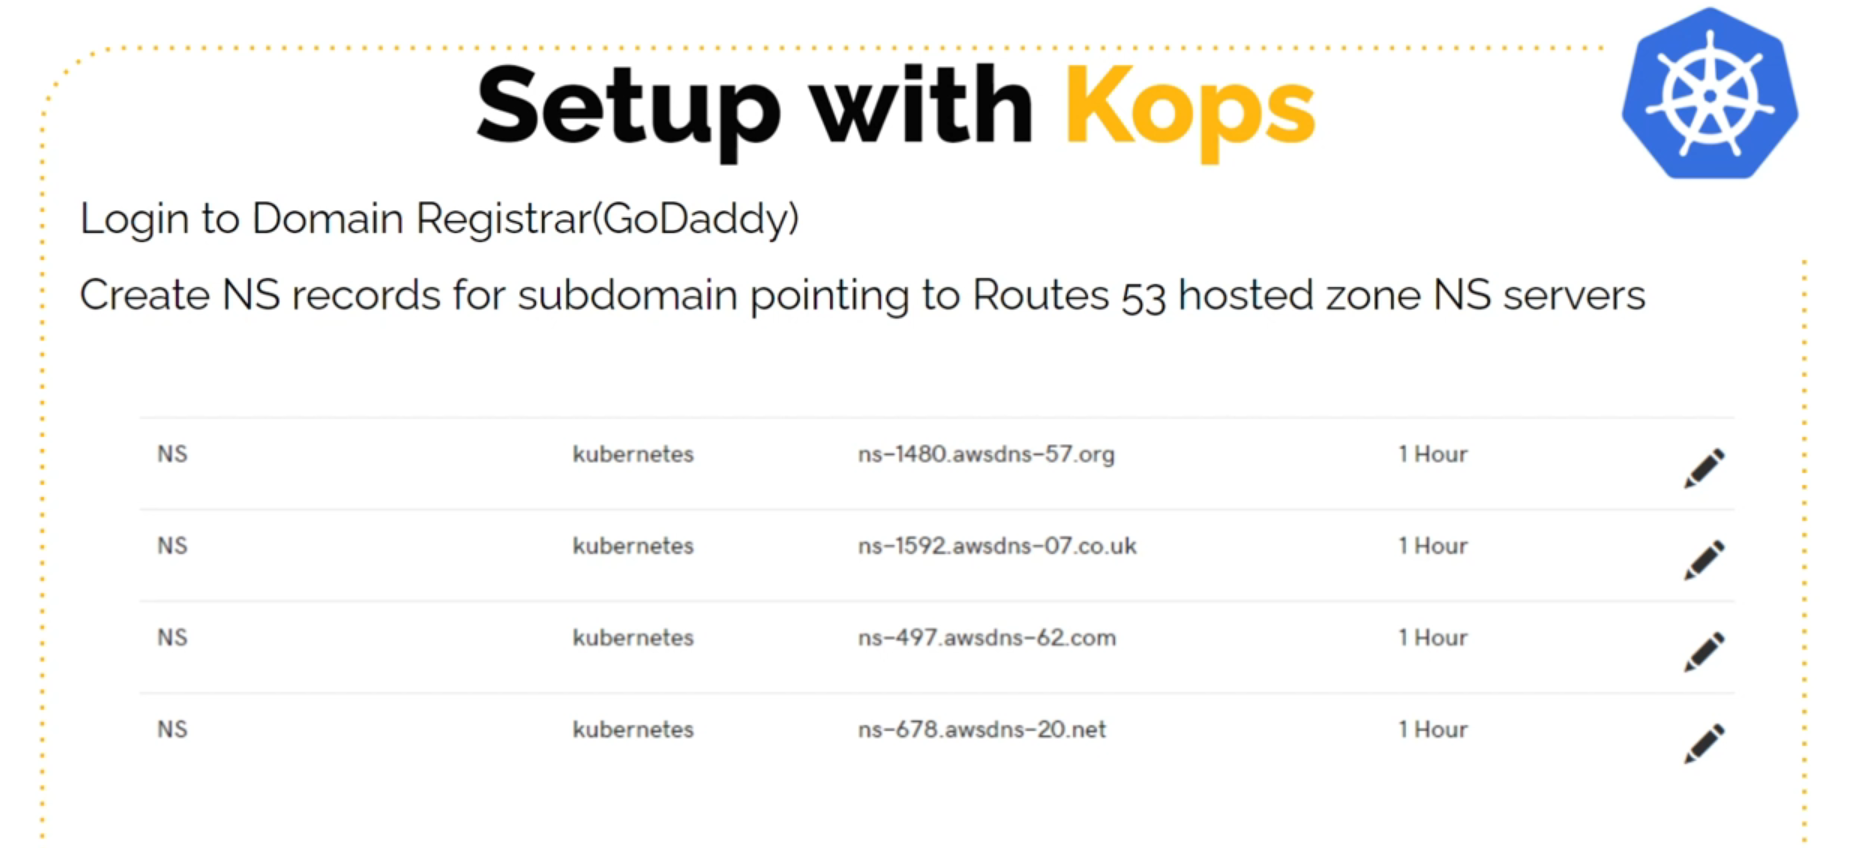 Setup with Kops
Login to Domain Registrar(GoDaddy)
Create NS records for subdomain pointing to Routes 53 hosted zone NS servers
NS kubernetes ns-1480.awsdns-57.org 1 Hour
NS kubernetes ns-1592.awsdns-07.co.uk 1 Hour
NS kubernetes ns-497.awsdns-62.com 1 Hour
NS kubernetes ns-678.awsdns-20.net 1 Hour